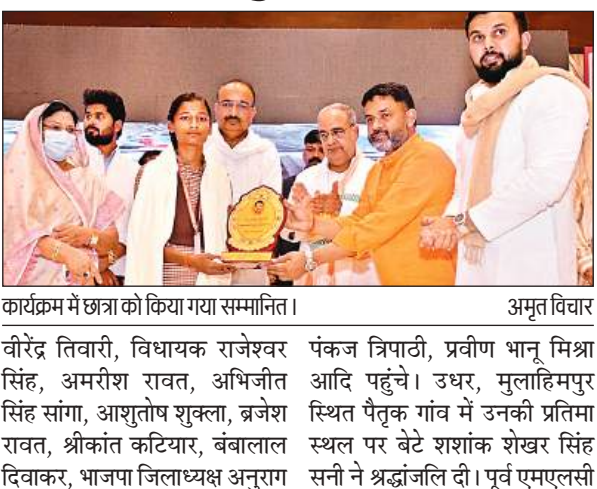 कार्यक्रम में छात्रा को किया गया सम्मानित।
अमृत विचार
वीरेंद्र तिवारी, विधायक राजेश्वर
सिंह, अमरीश रावत, अभिजीत
सिंह सांगा, आशुतोष शुक्ला, ब्रजेश
रावत, श्रीकांत कटियार, बंबालाल
दिवाकर, भाजपा जिलाध्यक्ष अनुराग
पंकज त्रिपाठी, प्रवीण भानू मिश्रा
आदि पहुंचे। उधर, मुलाहिमपुर
स्थित पैतृक गांव में उनकी प्रतिमा
स्थल पर बेटे शशांक शेखर सिंह
सनी ने श्रद्धांजलि दी। पूर्व एमएलसी